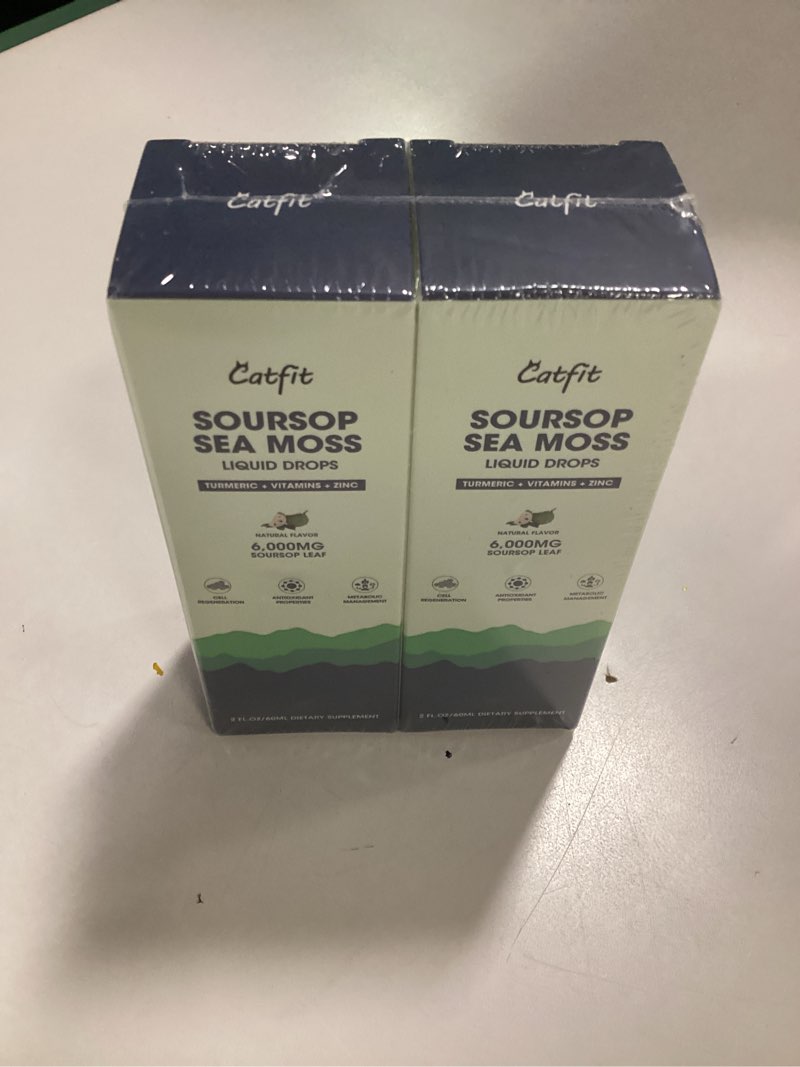 Catfit
Catfit
SOURSOP
SEA MOSS
LIQUID DROPS
TURMERIC + VITAMINS + ZINC
NATURAL FLAVOR
6,000MG
SOURSOP LEAF
CELL
REGENERATION
ANTIOXIDANT
PROPERTIES
METABOLIC
MANAGEMENT
2 FL.OZ/60ML DIETARY SUPPLEMENT
Catfit
Catfit
SOURSOP
SEA MOSS
LIQUID DROPS
TURMERIC + VITAMINS + ZINC
NATURAL FLAVOR
6,000MG
SOURSOP LEAF
CELL
REGENERATION
ANTIOXIDANT
PROPERTIES
METABOLIC
MANAGEMENT
2 FL.OZ/60ML DIETARY SUPPLEMENT